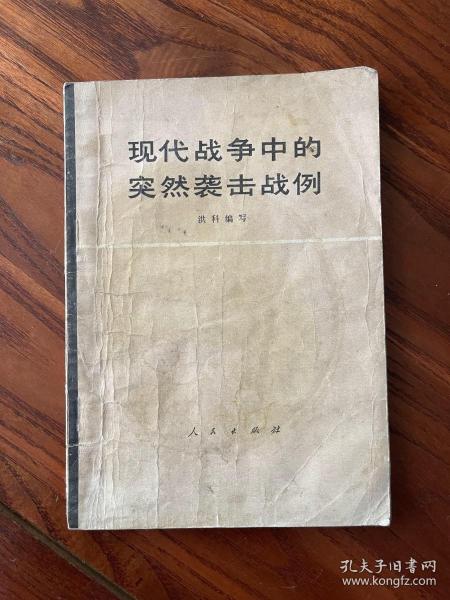 现代战争中的
突然袭击战例
洪科编写
人民出版社
孔夫子旧书网
www.kongfz.com